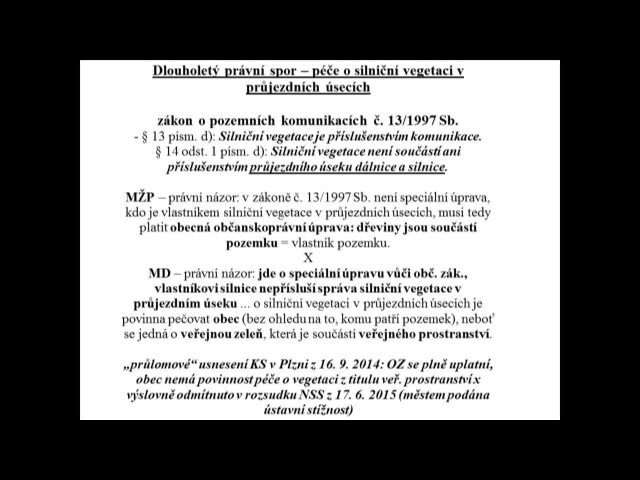 Dlouholetý právní spor – péče o silniční vegetaci v
průjezdních úsecích
zákon o pozemních komunikacích č. 13/1997 Sb.
- § 13 písm. d): Silniční vegetace je příslušenstvím komunikace.
§ 14 odst. 1 písm. d): Silniční vegetace není součástí ani
příslušenstvím průjezdního úseku dálnice a silnice.
MŽP – právní názor: v zákoně č. 13/1997 Sb. není speciální úprava,
kdo je vlastníkem silniční vegetace v průjezdních úsecích, musí tedy
platit obecná občanskoprávní úprava: dřeviny jsou součástí
pozemku = vlastník pozemku.
X
MD – právní názor: jde o speciální úpravu vůči obč. zák.,
vlastníkovi silnice nepřísluší správa silniční vegetace v
průjezdním úseku ... o silniční vegetaci v průjezdních úsecích je
povinna pečovat obec (bez ohledu na to, komu patří pozemek), neboť
se jedná o veřejnou zeleň, která je součástí veřejného prostranství.
„průlomové“ usnesení KS v Plzni z 16. 9. 2014: OZ se plně uplatní,
obec nemá povinnost péče o vegetaci z titulu veř. prostranství x
výslovně odmítnuto v rozsudku NSS z 17. 6. 2015 (městem podána
ústavní stížnost)